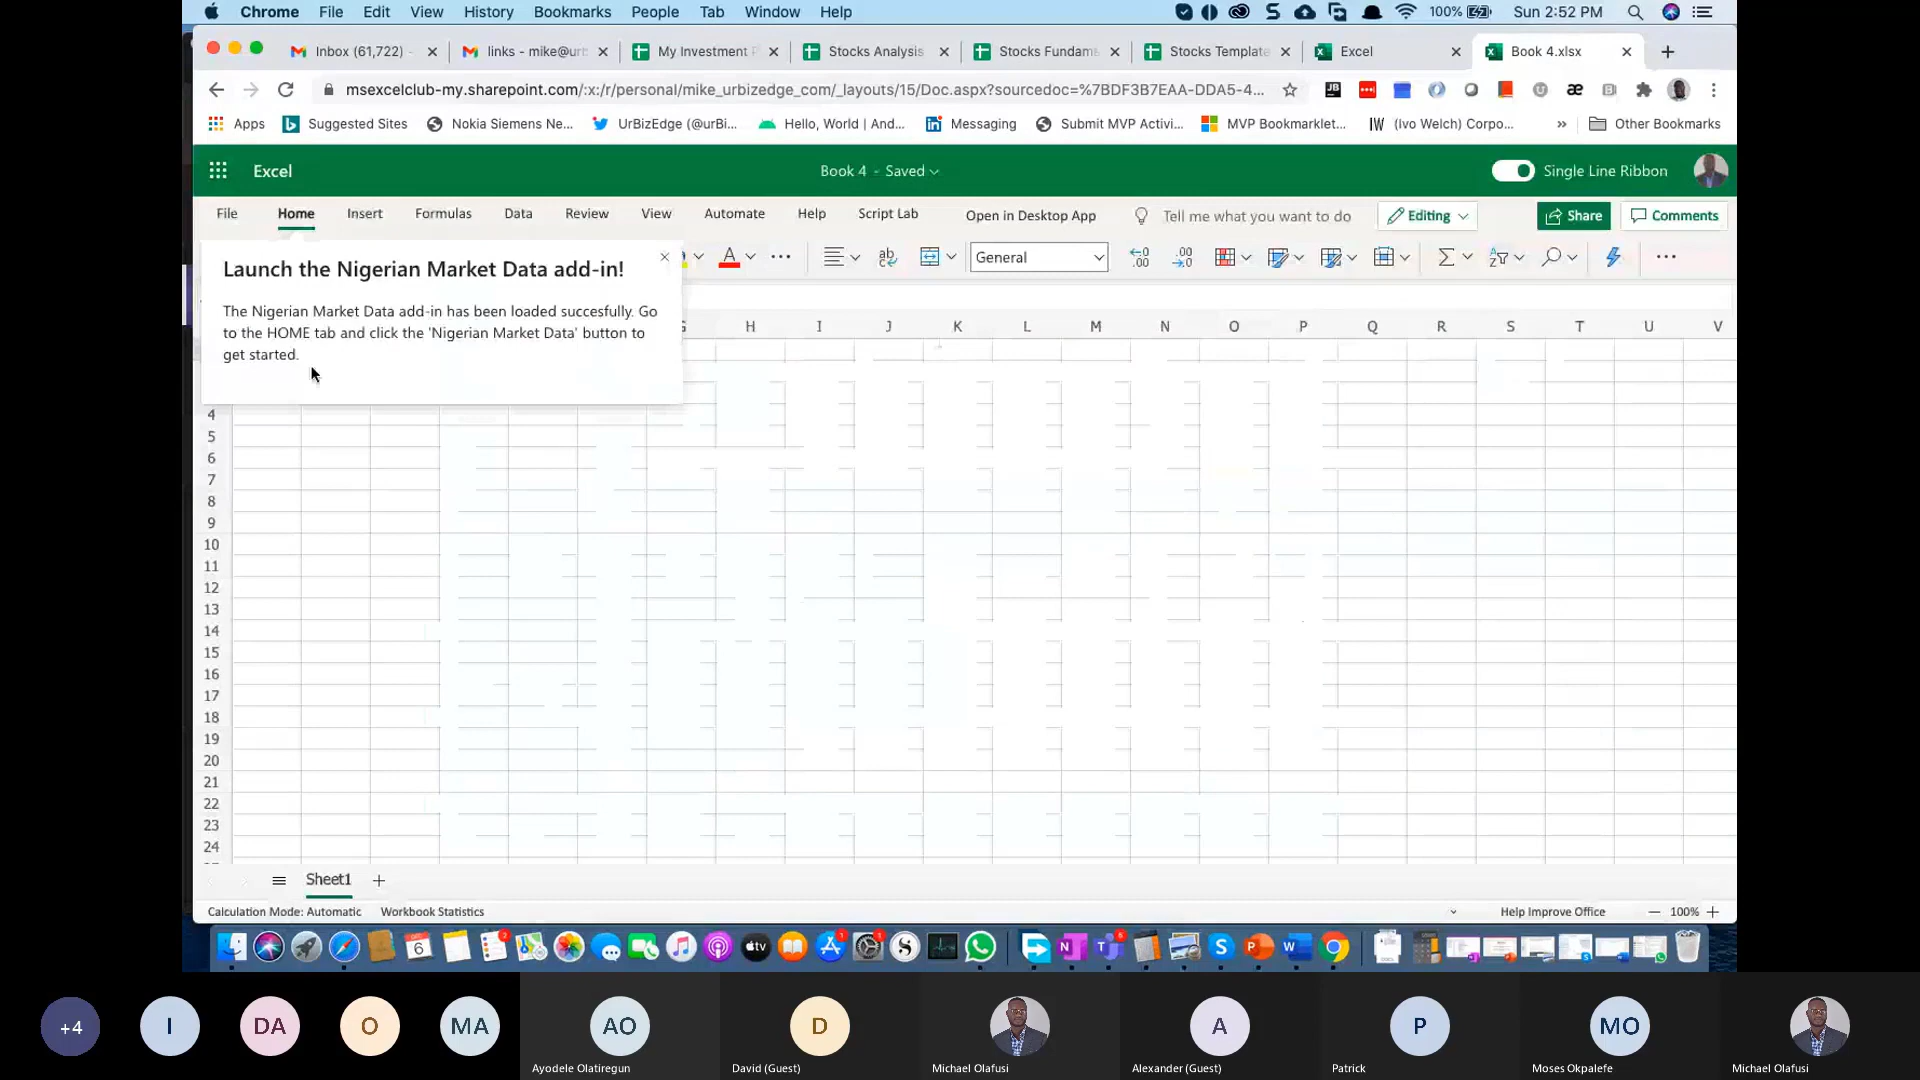 Chrome File Edit View History Bookmarks People Tab Window Help 100% Sun 2:52 PM
Inbox (61,722) - links - mike@ur My Investment P Stocks Analysis Stocks Fundam Stocks Template Excel Book 4.xlsx
msexcelclub-my.sharepoint.com/:x:/r/personal/mike_urbizedge_com/_layouts/15/Doc.aspx?sourcedoc=%7BDF3B7EAA-DDA5-4...
Apps Suggested Sites Nokia Siemens Ne... UrBizEdge (@urBi... Hello, World | And... Messaging Submit MVP Activi... MVP Bookmarklet... (Ivo Welch) Corpo... » Other Bookmarks
Excel Book 4 - Saved Single Line Ribbon
File Home Insert Formulas Data Review View Automate Help Script Lab Open in Desktop App Tell me what you want to do Editing Share Comments
General
Launch the Nigerian Market Data add-in!
The Nigerian Market Data add-in has been loaded succesfully. Go
to the HOME tab and click the 'Nigerian Market Data' button to
get started.
G H I J K L M N O P Q R S T U V
4
5
6
7
8
9
10
11
12
13
14
15
16
17
18
19
20
21
22
23
24
Sheet1
Calculation Mode: Automatic Workbook Statistics Help Improve Office 100%
+4 I DA O MA AO D A P MO
Ayodele Olatiregun David (Guest) Michael Olafusi Alexander (Guest) Patrick Moses Okpalefe Michael Olafusi